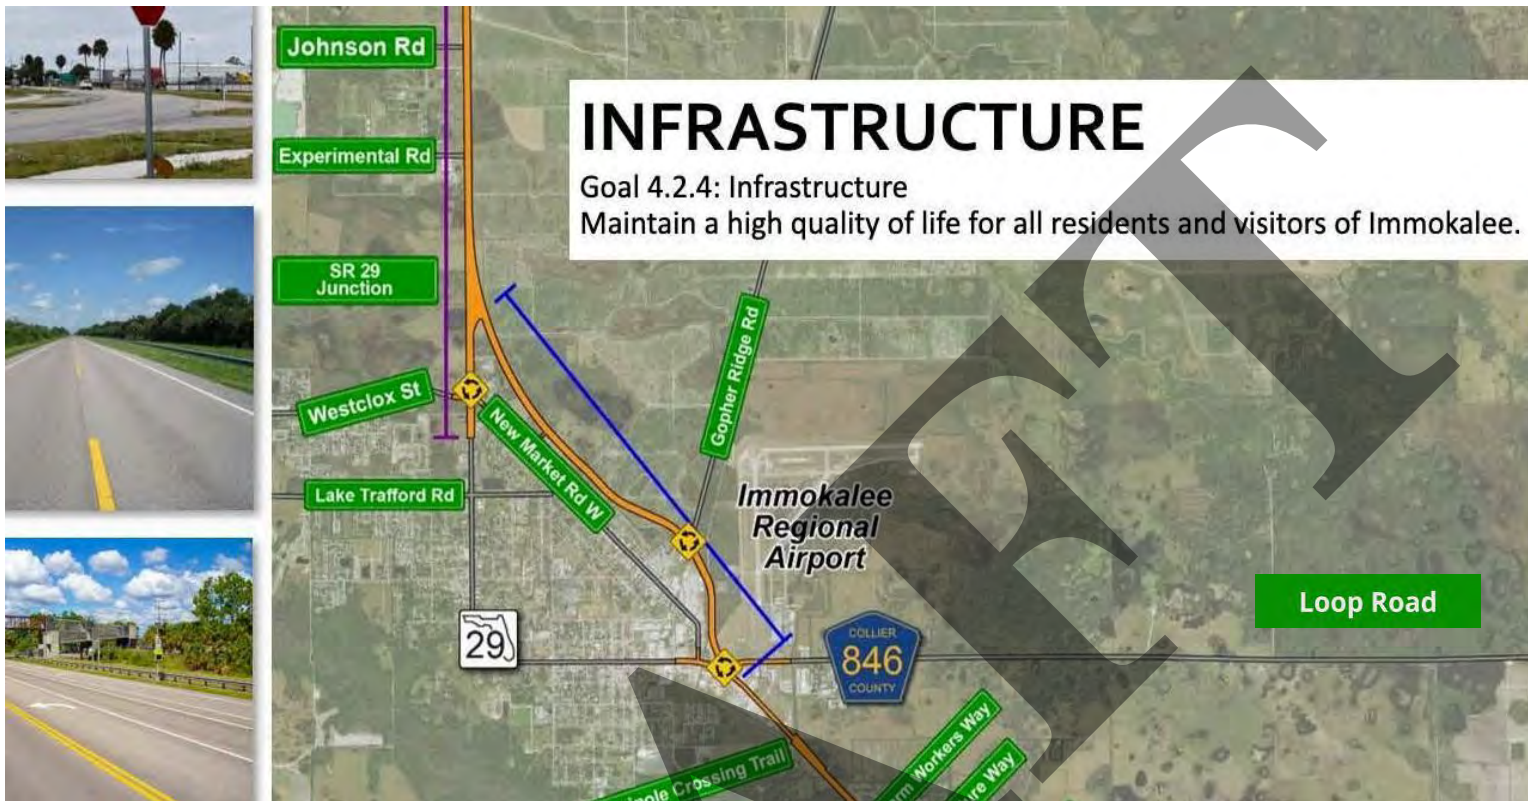 Johnson Rd
INFRASTRUCTURE
Goal 4.2.4: Infrastructure
Maintain a high quality of life for all residents and visitors of Immokalee.
Experimental Rd
SR 29
Junction
Gopher Ridge Rd
Westclox St
New Market Rd W
Lake Trafford Rd
Immokalee
Regional
Airport
Loop Road
29
COLLIER
846
COUNTY
Workers Way
Crossing Trail
Way